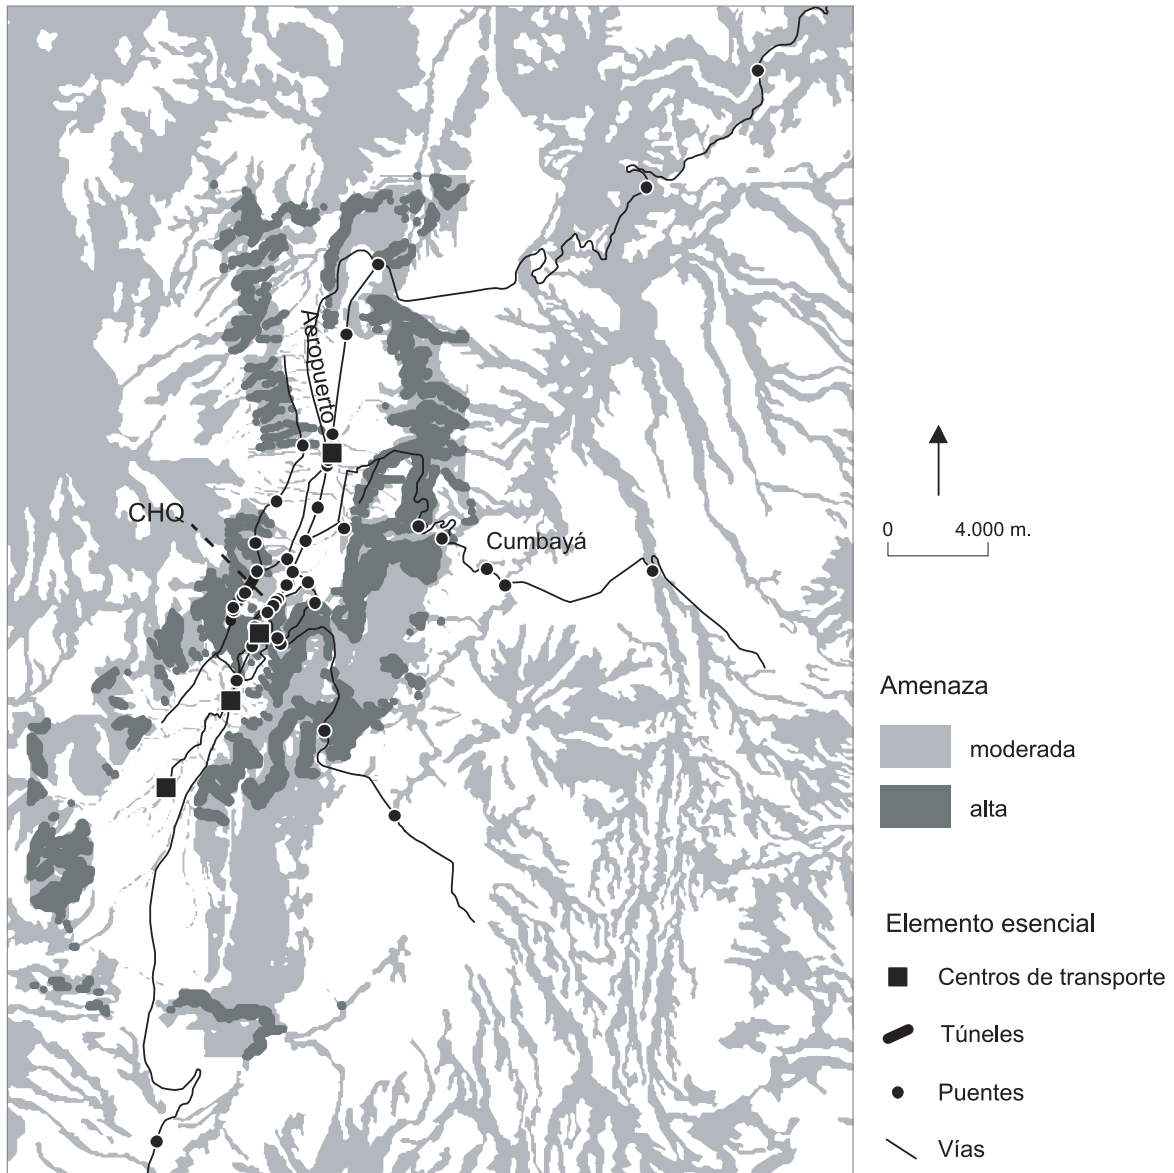 Aeropuerto
CHQ
Cumbayá
0 4.000 m.
Amenaza
moderada
alta
Elemento esencial
Centros de transporte
Túneles
Puentes
Vías